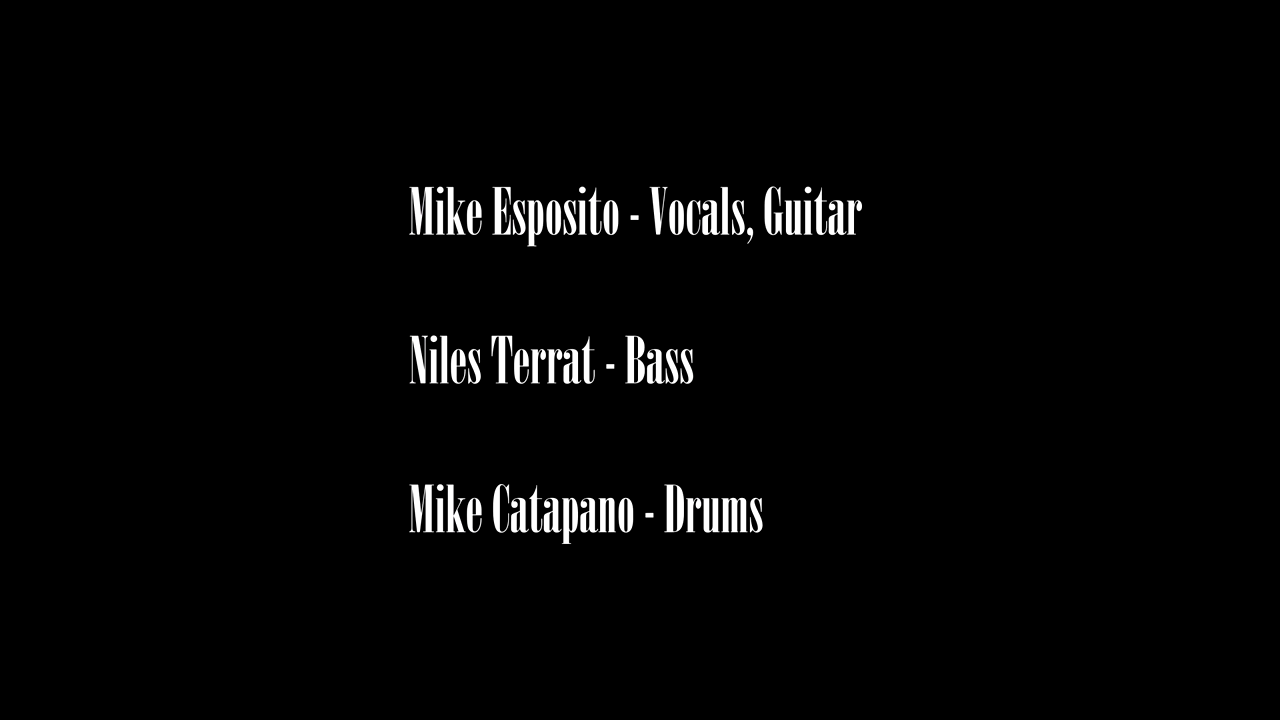 Mike Esposito - Vocals, Guitar
Niles Terrat - Bass
Mike Catapano - Drums